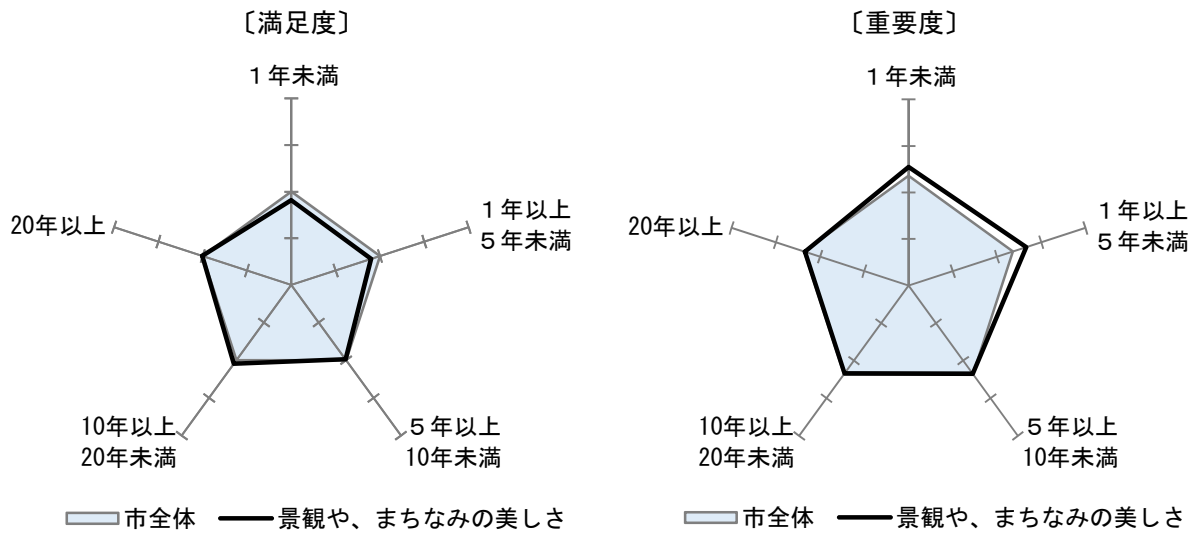 〔満足度〕
１年未満
１年以上
５年未満
５年以上
10年未満
10年以上
20年未満
20年以上
市全体
景観や、まちなみの美しさ
〔重要度〕
１年未満
１年以上
５年未満
５年以上
10年未満
10年以上
20年未満
20年以上
市全体
景観や、まちなみの美しさ